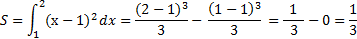 S = ∫₁² (x − 1)² dx = (2 − 1)³/3 − (1 − 1)³/3 = 1/3 − 0 = 1/3